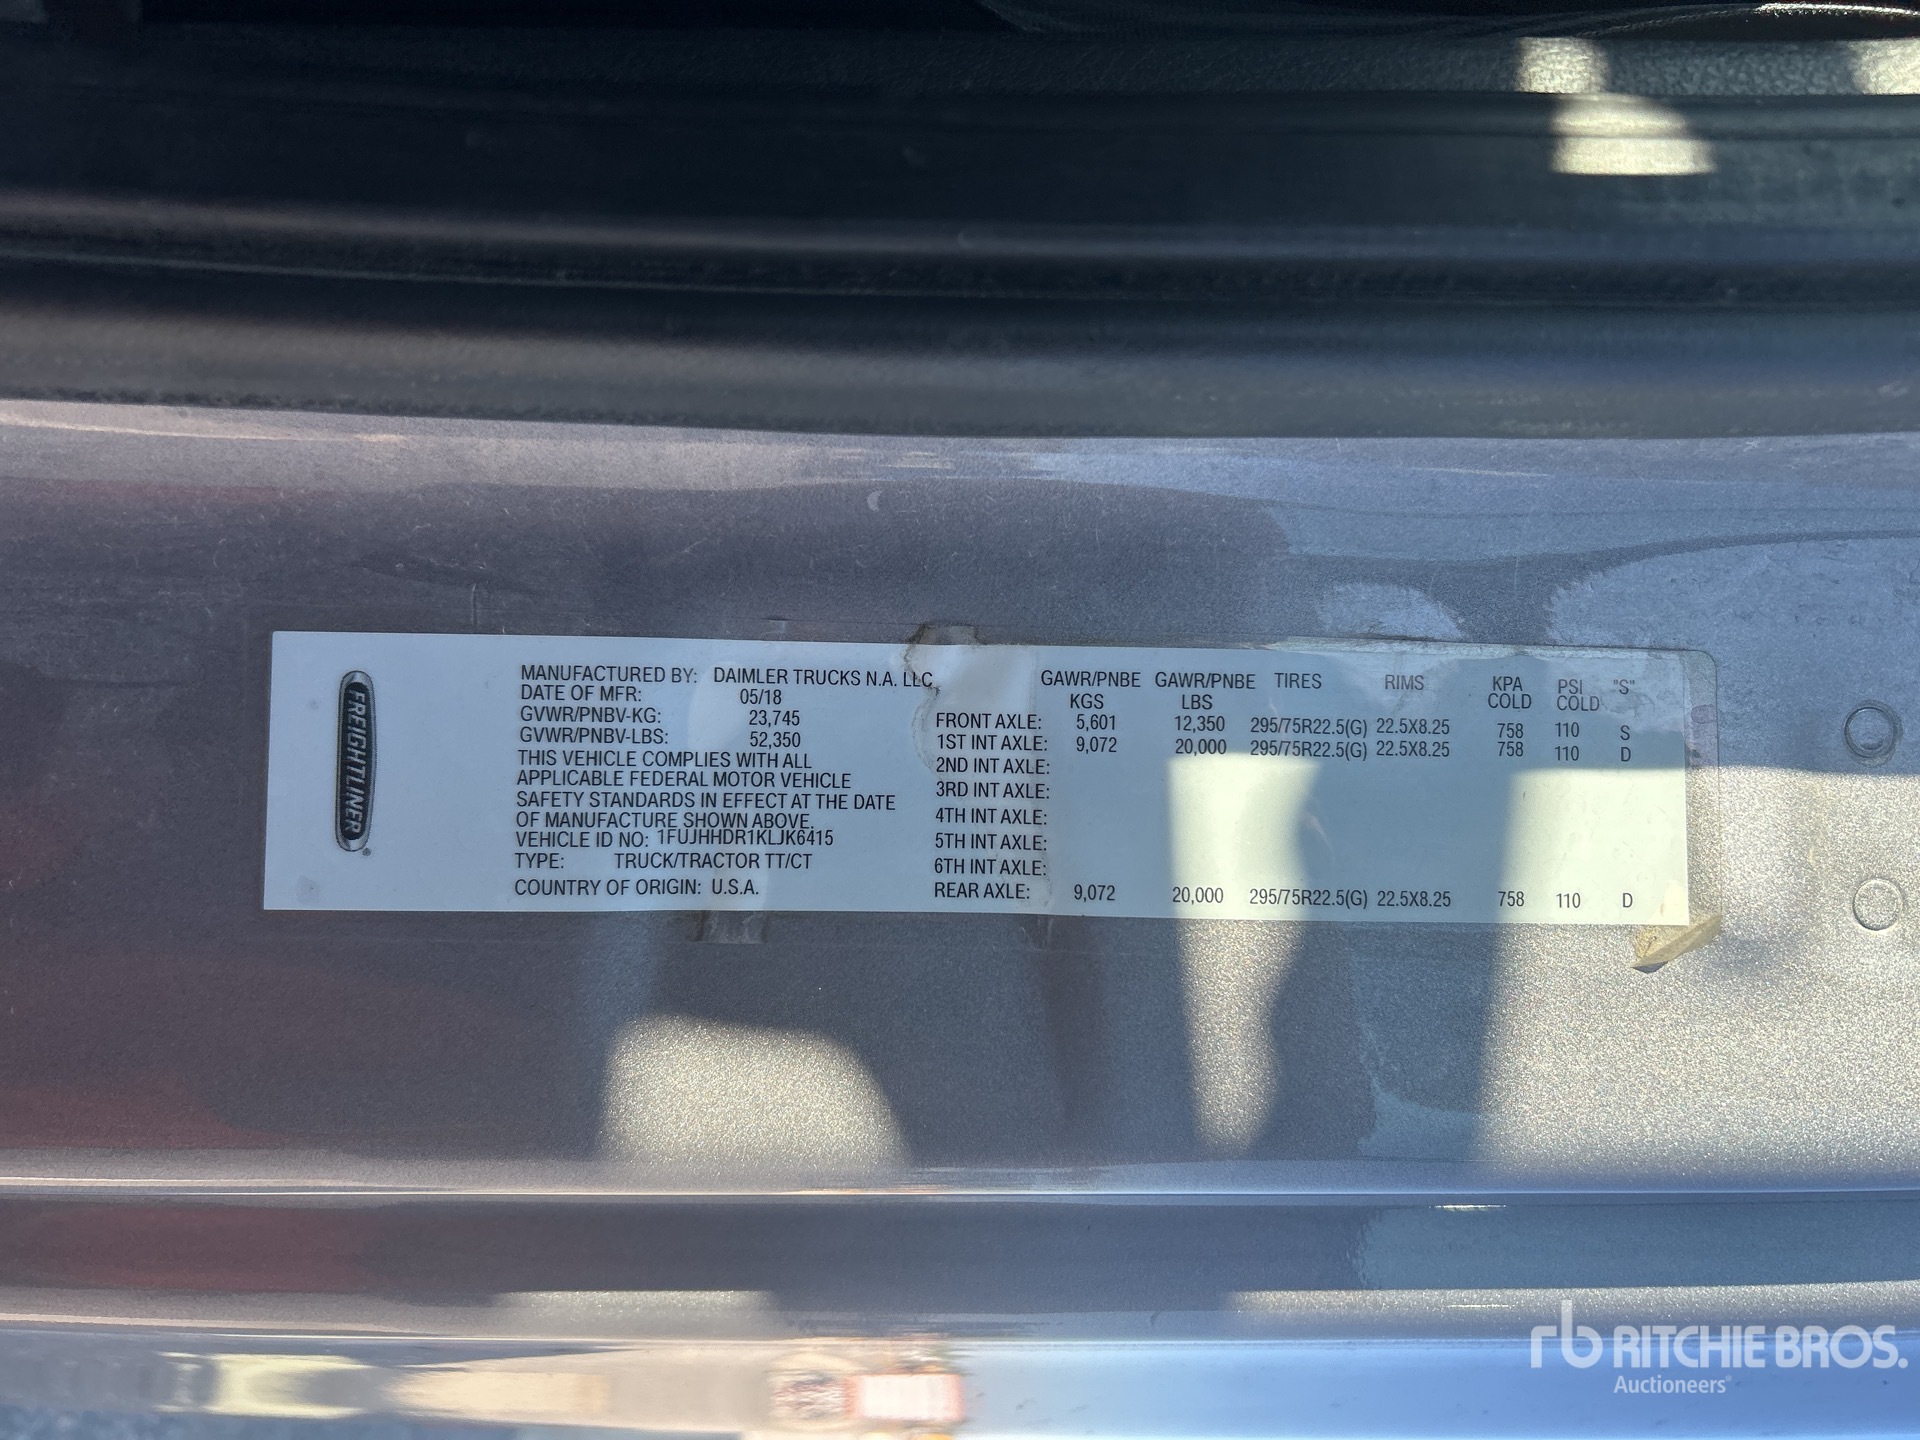 FREIGHTLINER®
MANUFACTURED BY: DAIMLER TRUCKS N.A. LLC
DATE OF MFR: 05/18
GVWR/PNBV-KG: 23,745
GVWR/PNBV-LBS: 52,350
THIS VEHICLE COMPLIES WITH ALL
APPLICABLE FEDERAL MOTOR VEHICLE
SAFETY STANDARDS IN EFFECT AT THE DATE
OF MANUFACTURE SHOWN ABOVE.
VEHICLE ID NO: 1FUJHHDR1KLJK6415
TYPE: TRUCK/TRACTOR TT/CT
COUNTRY OF ORIGIN: U.S.A.
GAWR/PNBE GAWR/PNBE TIRES RIMS KPA PSI "S"
KGS LBS COLD COLD
FRONT AXLE: 5,601 12,350 295/75R22.5(G) 22.5X8.25 758 110 S
1ST INT AXLE: 9,072 20,000 295/75R22.5(G) 22.5X8.25 758 110 D
2ND INT AXLE:
3RD INT AXLE:
4TH INT AXLE:
5TH INT AXLE:
6TH INT AXLE:
REAR AXLE: 9,072 20,000 295/75R22.5(G) 22.5X8.25 758 110 D
rb RITCHIE BROS.
Auctioneers